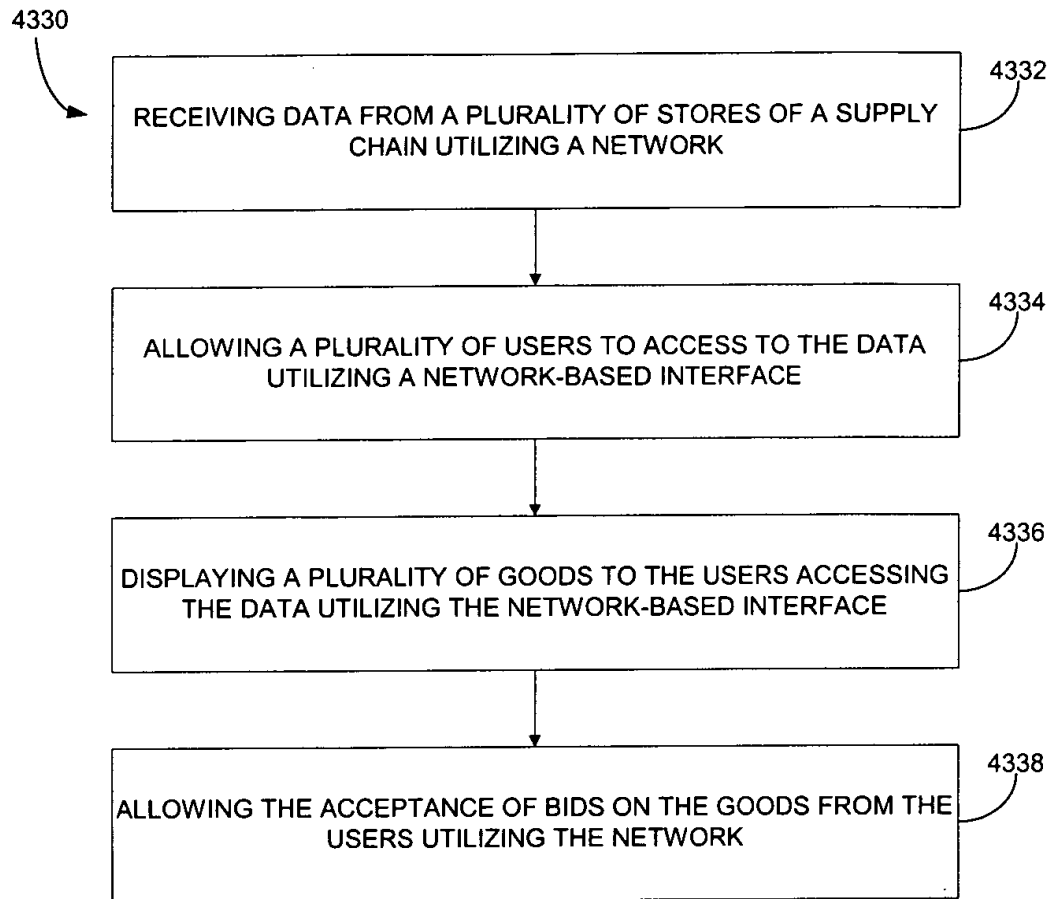 4330
4332
RECEIVING DATA FROM A PLURALITY OF STORES OF A SUPPLY
CHAIN UTILIZING A NETWORK
4334
ALLOWING A PLURALITY OF USERS TO ACCESS TO THE DATA
UTILIZING A NETWORK-BASED INTERFACE
4336
DISPLAYING A PLURALITY OF GOODS TO THE USERS ACCESSING
THE DATA UTILIZING THE NETWORK-BASED INTERFACE
4338
ALLOWING THE ACCEPTANCE OF BIDS ON THE GOODS FROM THE
USERS UTILIZING THE NETWORK